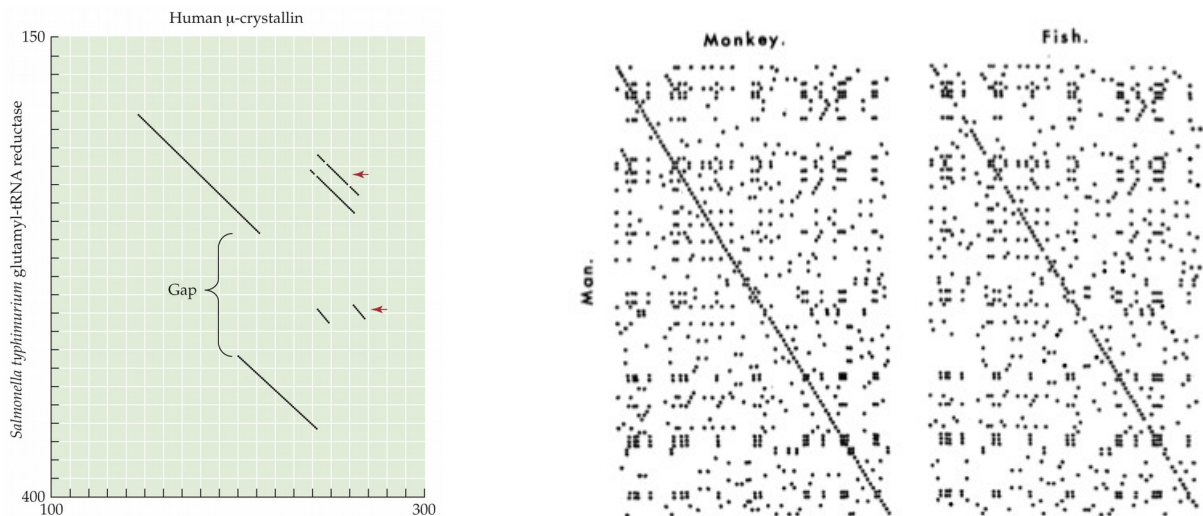 Human μ-crystallin
150
Salmonella typhimurium glutamyl-tRNA reductase
Gap
400
100
300
Monkey.
Fish.
Man.